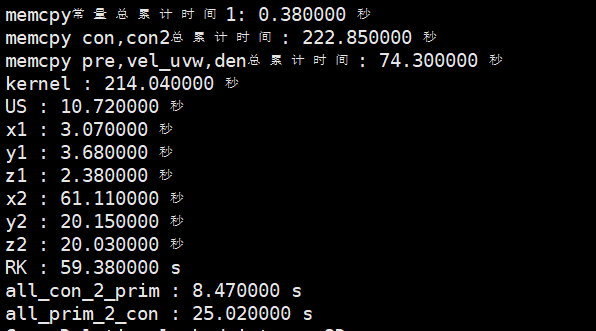 memcpy常量总累计时间1: 0.380000 秒
memcpy con,con2总累计时间: 222.850000 秒
memcpy pre,vel_uvw,den总累计时间: 74.300000 秒
kernel : 214.040000 秒
US : 10.720000 秒
x1 : 3.070000 秒
y1 : 3.680000 秒
z1 : 2.380000 秒
x2 : 61.110000 秒
y2 : 20.150000 秒
z2 : 20.030000 秒
RK : 59.380000 s
all_con_2_prim : 8.470000 s
all_prim_2_con : 25.020000 s